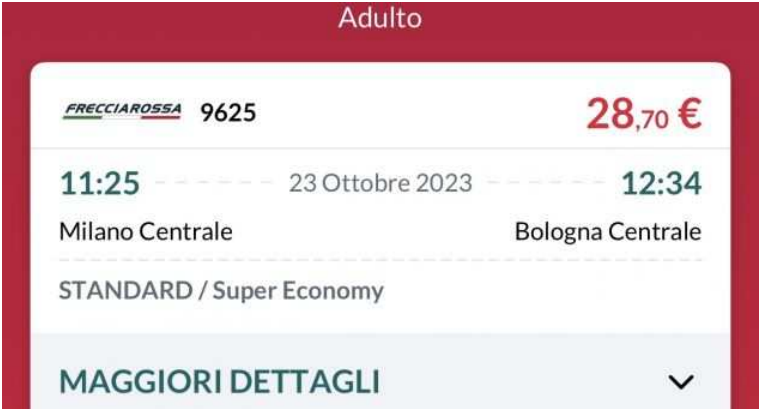 Adulto
FRECCIAROSSA 9625 28,70 €
11:25 23 Ottobre 2023 12:34
Milano Centrale Bologna Centrale
STANDARD / Super Economy
MAGGIORI DETTAGLI